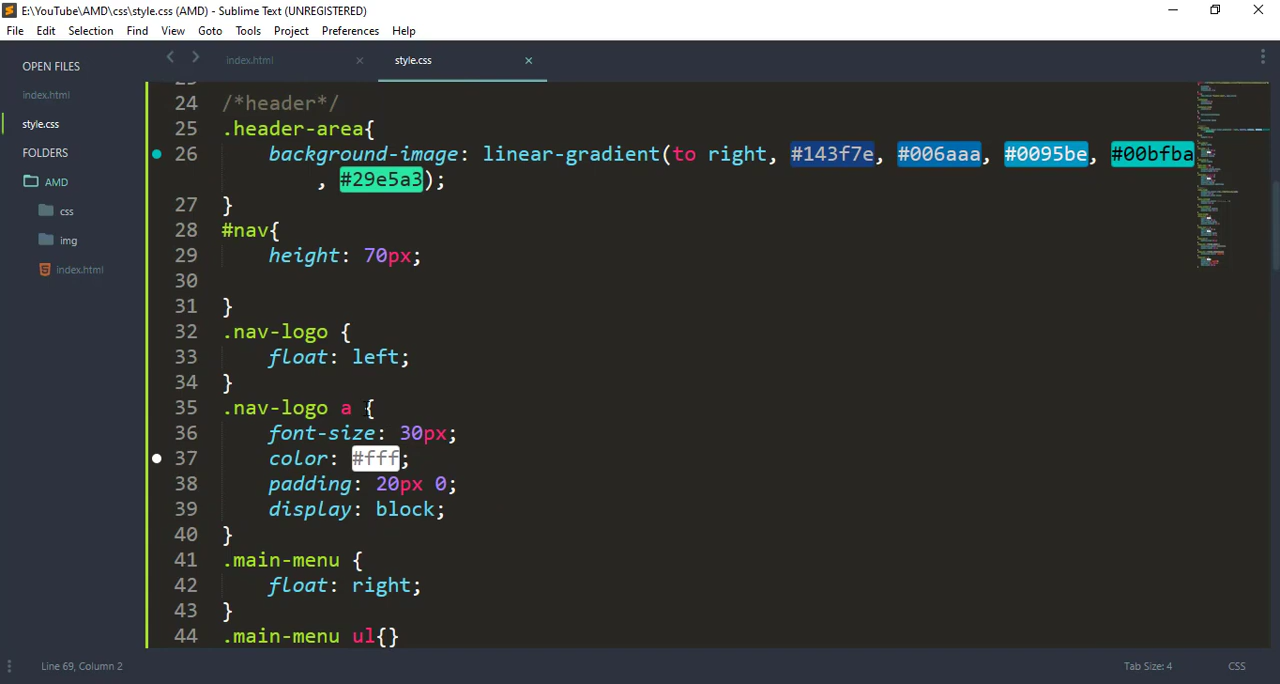 E:\YouTube\AMD\css\style.css (AMD) - Sublime Text (UNREGISTERED)
File Edit Selection Find View Goto Tools Project Preferences Help
OPEN FILES
index.html
style.css
FOLDERS
AMD
css
img
index.html
index.html × style.css ×
24 /*header*/
25 .header-area{
26 background-image: linear-gradient(to right, #143f7e, #006aaa, #0095be, #00bfba
, #29e5a3);
27 }
28 #nav{
29 height: 70px;
30
31 }
32 .nav-logo {
33 float: left;
34 }
35 .nav-logo a {
36 font-size: 30px;
37 color: #fff;
38 padding: 20px 0;
39 display: block;
40 }
41 .main-menu {
42 float: right;
43 }
44 .main-menu ul{}
Line 69, Column 2 Tab Size: 4 CSS